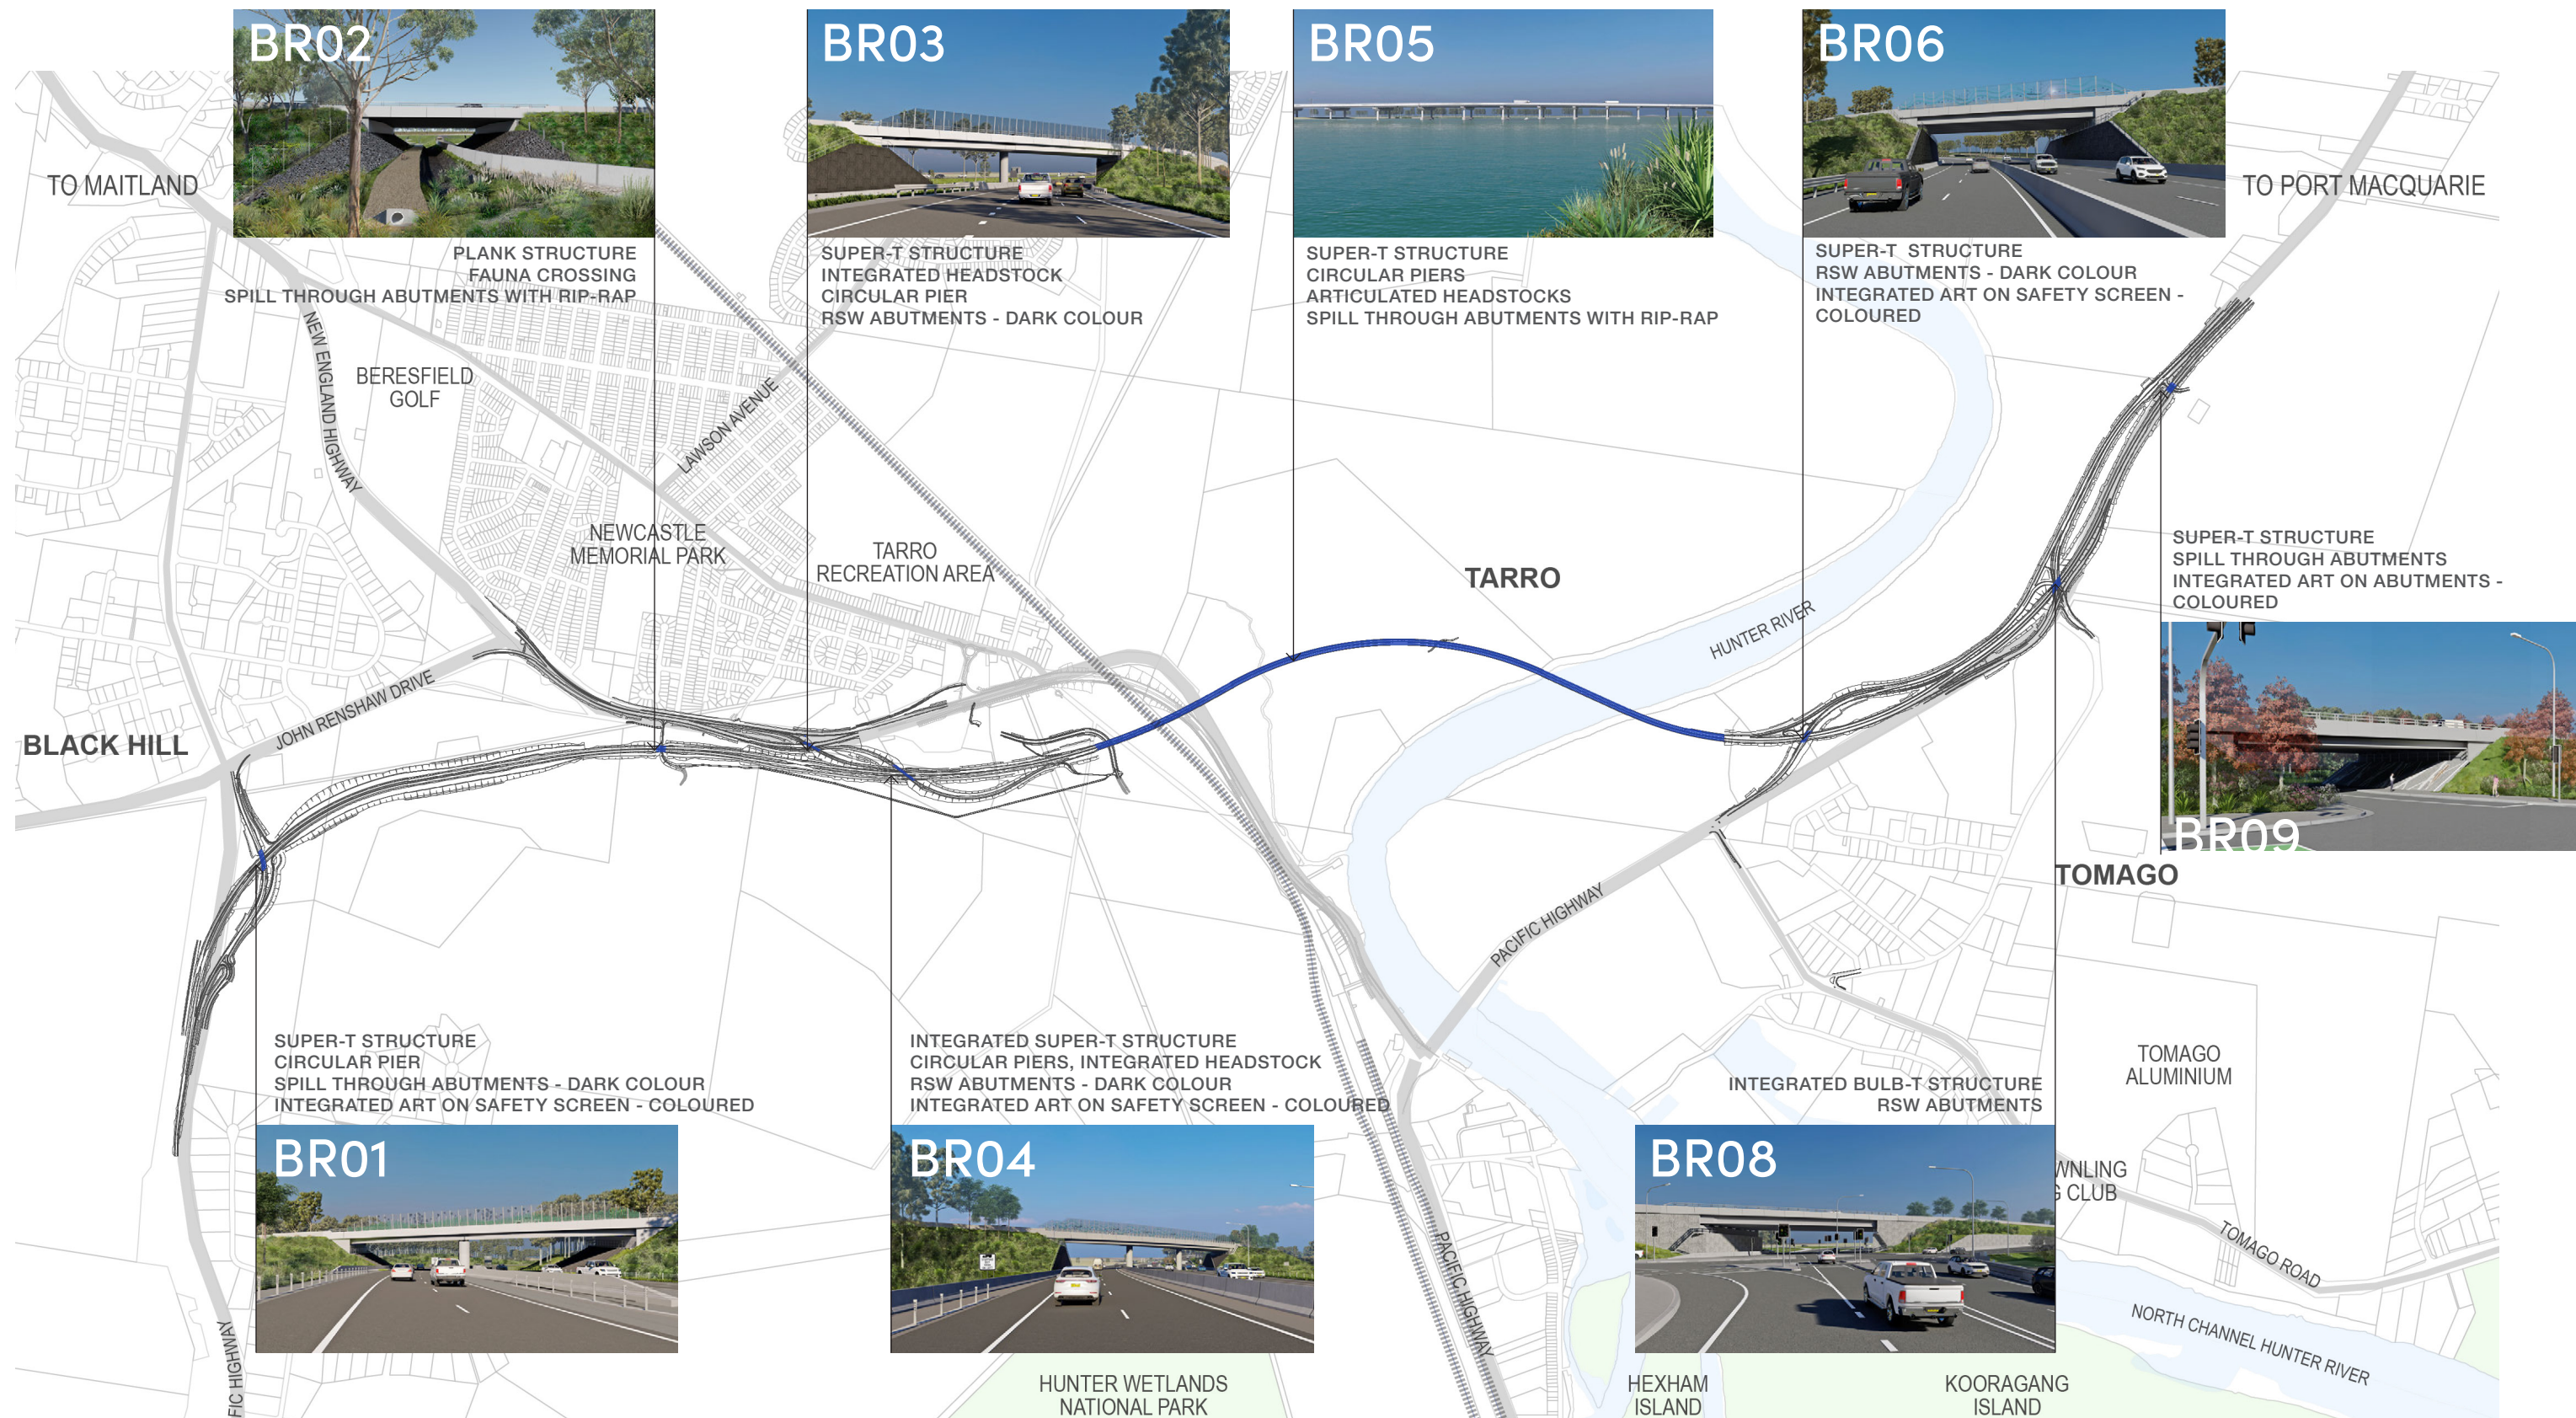 BR02
BR03
BR05
BR06
TO MAITLAND
TO PORT MACQUARIE
PLANK STRUCTURE
FAUNA CROSSING
SPILL THROUGH ABUTMENTS WITH RIP-RAP
SUPER-T STRUCTURE
INTEGRATED HEADSTOCK
CIRCULAR PIER
RSW ABUTMENTS - DARK COLOUR
SUPER-T STRUCTURE
CIRCULAR PIERS
ARTICULATED HEADSTOCKS
SPILL THROUGH ABUTMENTS WITH RIP-RAP
SUPER-T STRUCTURE
RSW ABUTMENTS - DARK COLOUR
INTEGRATED ART ON SAFETY SCREEN -
COLOURED
NEW ENGLAND HIGHWAY
BERESFIELD
GOLF
LAWSON AVENUE
NEWCASTLE
MEMORIAL PARK
TARRO
RECREATION AREA
TARRO
HUNTER RIVER
SUPER-T STRUCTURE
SPILL THROUGH ABUTMENTS
INTEGRATED ART ON ABUTMENTS -
COLOURED
BR09
BLACK HILL
JOHN RENSHAW DRIVE
TOMAGO
PACIFIC HIGHWAY
SUPER-T STRUCTURE
CIRCULAR PIER
SPILL THROUGH ABUTMENTS - DARK COLOUR
INTEGRATED ART ON SAFETY SCREEN - COLOURED
BR01
INTEGRATED SUPER-T STRUCTURE
CIRCULAR PIERS, INTEGRATED HEADSTOCK
RSW ABUTMENTS - DARK COLOUR
INTEGRATED ART ON SAFETY SCREEN - COLOURED
BR04
INTEGRATED BULB-T STRUCTURE
RSW ABUTMENTS
BR08
TOMAGO
ALUMINIUM
WNLING
CLUB
TOMAGO ROAD
NORTH CHANNEL HUNTER RIVER
PACIFIC HIGHWAY
FIC HIGHWAY
HUNTER WETLANDS
NATIONAL PARK
HEXHAM
ISLAND
KOORAGANG
ISLAND